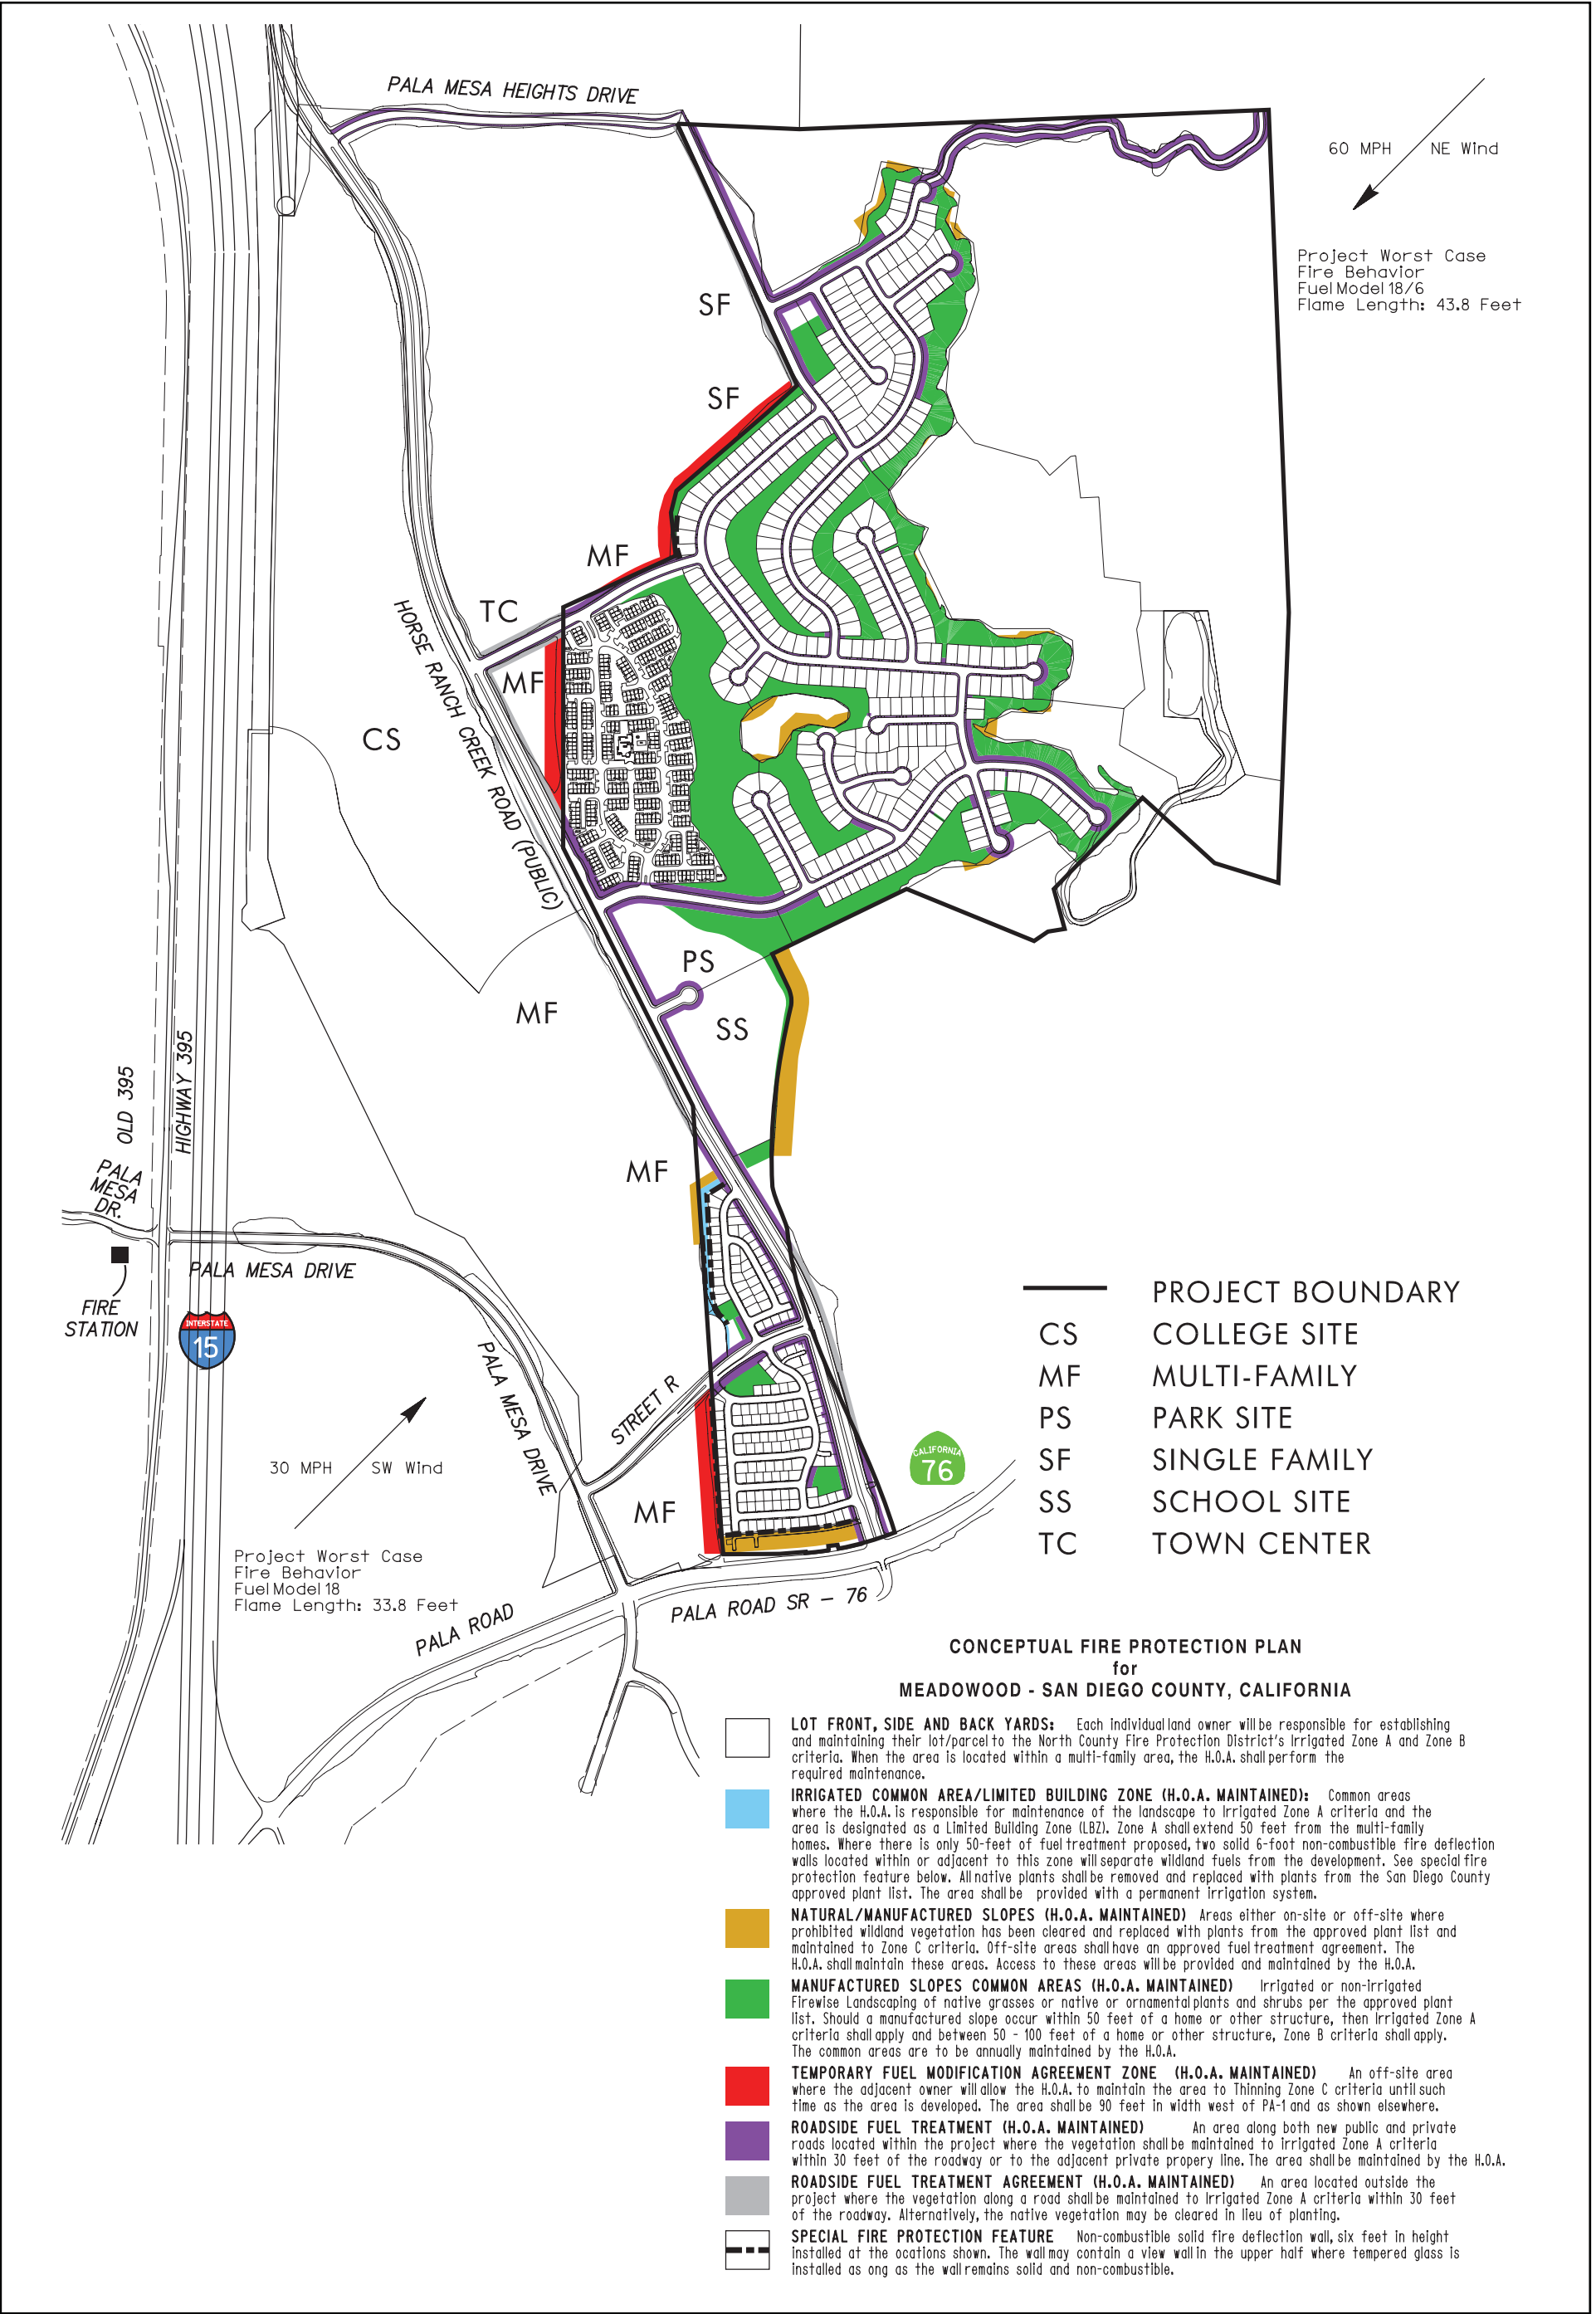 PALA MESA HEIGHTS DRIVE
60 MPH NE Wind
Project Worst Case
Fire Behavior
Fuel Model 18/6
Flame Length: 43.8 Feet
SF
SF
MF
TC
MF
HORSE RANCH CREEK ROAD (PUBLIC)
CS
PS
MF
SS
OLD 395
HIGHWAY 395
MF
PALA
MESA
DR.
PALA MESA DRIVE
FIRE
STATION
INTERSTATE
15
PALA MESA DRIVE
STREET R
30 MPH SW Wind
MF
CALIFORNIA
76
Project Worst Case
Fire Behavior
Fuel Model 18
Flame Length: 33.8 Feet
PALA ROAD
PALA ROAD SR - 76
PROJECT BOUNDARY
CS COLLEGE SITE
MF MULTI-FAMILY
PS PARK SITE
SF SINGLE FAMILY
SS SCHOOL SITE
TC TOWN CENTER
CONCEPTUAL FIRE PROTECTION PLAN
for
MEADOWOOD - SAN DIEGO COUNTY, CALIFORNIA
LOT FRONT, SIDE AND BACK YARDS: Each individual land owner will be responsible for establishing
and maintaining their lot/parcel to the North County Fire Protection District's Irrigated Zone A and Zone B
criteria. When the area is located within a multi-family area, the H.O.A. shall perform the
required maintenance.
IRRIGATED COMMON AREA/LIMITED BUILDING ZONE (H.O.A. MAINTAINED): Common areas
where the H.O.A. is responsible for maintenance of the landscape to Irrigated Zone A criteria and the
area is designated as a Limited Building Zone (LBZ). Zone A shall extend 50 feet from the multi-family
homes. Where there is only 50-feet of fuel treatment proposed, two solid 6-foot non-combustible fire deflection
walls located within or adjacent to this zone will separate wildland fuels from the development. See special fire
protection feature below. All native plants shall be removed and replaced with plants from the San Diego County
approved plant list. The area shall be provided with a permanent irrigation system.
NATURAL/MANUFACTURED SLOPES (H.O.A. MAINTAINED) Areas either on-site or off-site where
prohibited wildland vegetation has been cleared and replaced with plants from the approved plant list and
maintained to Zone C criteria. Off-site areas shall have an approved fuel treatment agreement. The
H.O.A. shall maintain these areas. Access to these areas will be provided and maintained by the H.O.A.
MANUFACTURED SLOPES COMMON AREAS (H.O.A. MAINTAINED) Irrigated or non-irrigated
Firewise Landscaping of native grasses or native or ornamental plants and shrubs per the approved plant
list. Should a manufactured slope occur within 50 feet of a home or other structure, then Irrigated Zone A
criteria shall apply and between 50 - 100 feet of a home or other structure, Zone B criteria shall apply.
The common areas are to be annually maintained by the H.O.A.
TEMPORARY FUEL MODIFICATION AGREEMENT ZONE (H.O.A. MAINTAINED) An off-site area
where the adjacent owner will allow the H.O.A. to maintain the area to Thinning Zone C criteria until such
time as the area is developed. The area shall be 90 feet in width west of PA-1 and as shown elsewhere.
ROADSIDE FUEL TREATMENT (H.O.A. MAINTAINED) An area along both new public and private
roads located within the project where the vegetation shall be maintained to irrigated Zone A criteria
within 30 feet of the roadway or to the adjacent private propery line. The area shall be maintained by the H.O.A.
ROADSIDE FUEL TREATMENT AGREEMENT (H.O.A. MAINTAINED) An area located outside the
project where the vegetation along a road shall be maintained to Irrigated Zone A criteria within 30 feet
of the roadway. Alternatively, the native vegetation may be cleared in lieu of planting.
SPECIAL FIRE PROTECTION FEATURE Non-combustible solid fire deflection wall, six feet in height
installed at the ocations shown. The wall may contain a view wall in the upper half where tempered glass is
installed as ong as the wall remains solid and non-combustible.